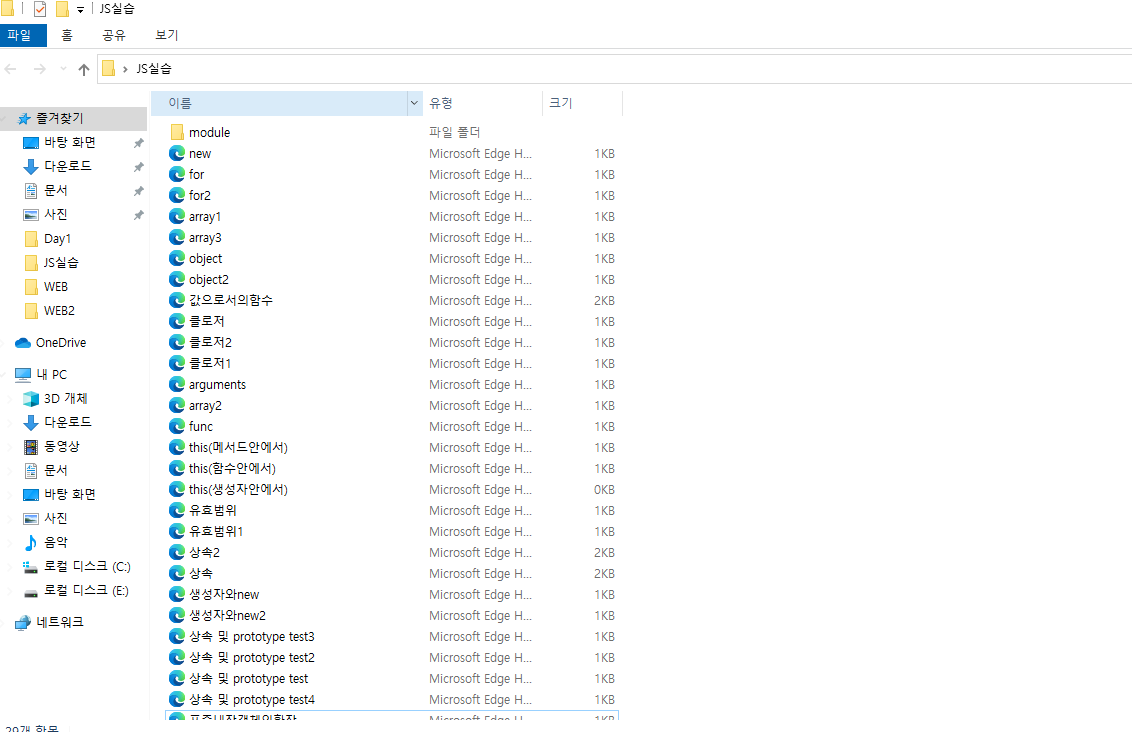 JS실습
파일 홈 공유 보기
JS실습
이름 유형 크기
즐겨찾기
바탕 화면
다운로드
문서
사진
Day1
JS실습
WEB
WEB2
OneDrive
내 PC
3D 개체
다운로드
동영상
문서
바탕 화면
사진
음악
로컬 디스크 (C:)
로컬 디스크 (E:)
네트워크
module 파일 폴더
new Microsoft Edge H... 1KB
for Microsoft Edge H... 1KB
for2 Microsoft Edge H... 1KB
array1 Microsoft Edge H... 1KB
array3 Microsoft Edge H... 1KB
object Microsoft Edge H... 1KB
object2 Microsoft Edge H... 1KB
값으로서의함수 Microsoft Edge H... 2KB
클로저 Microsoft Edge H... 1KB
클로저2 Microsoft Edge H... 1KB
클로저1 Microsoft Edge H... 1KB
arguments Microsoft Edge H... 1KB
array2 Microsoft Edge H... 1KB
func Microsoft Edge H... 1KB
this(메서드안에서) Microsoft Edge H... 1KB
this(함수안에서) Microsoft Edge H... 1KB
this(생성자안에서) Microsoft Edge H... 0KB
유효범위 Microsoft Edge H... 1KB
유효범위1 Microsoft Edge H... 1KB
상속2 Microsoft Edge H... 2KB
상속 Microsoft Edge H... 2KB
생성자와new Microsoft Edge H... 1KB
생성자와new2 Microsoft Edge H... 1KB
상속 및 prototype test3 Microsoft Edge H... 1KB
상속 및 prototype test2 Microsoft Edge H... 1KB
상속 및 prototype test Microsoft Edge H... 1KB
상속 및 prototype test4 Microsoft Edge H... 1KB
표준내장객체의확장 Microsoft Edge H... 1KB
29개 항목